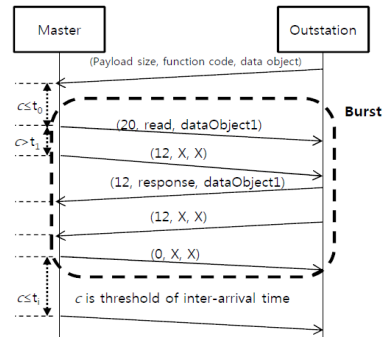 Master
Outstation
(Payload size, function code, data object)
c≤t₀
Burst
(20, read, dataObject1)
c>t₁
(12, X, X)
(12, response, dataObject1)
(12, X, X)
(0, X, X)
c≤tᵢ
c is threshold of inter-arrival time